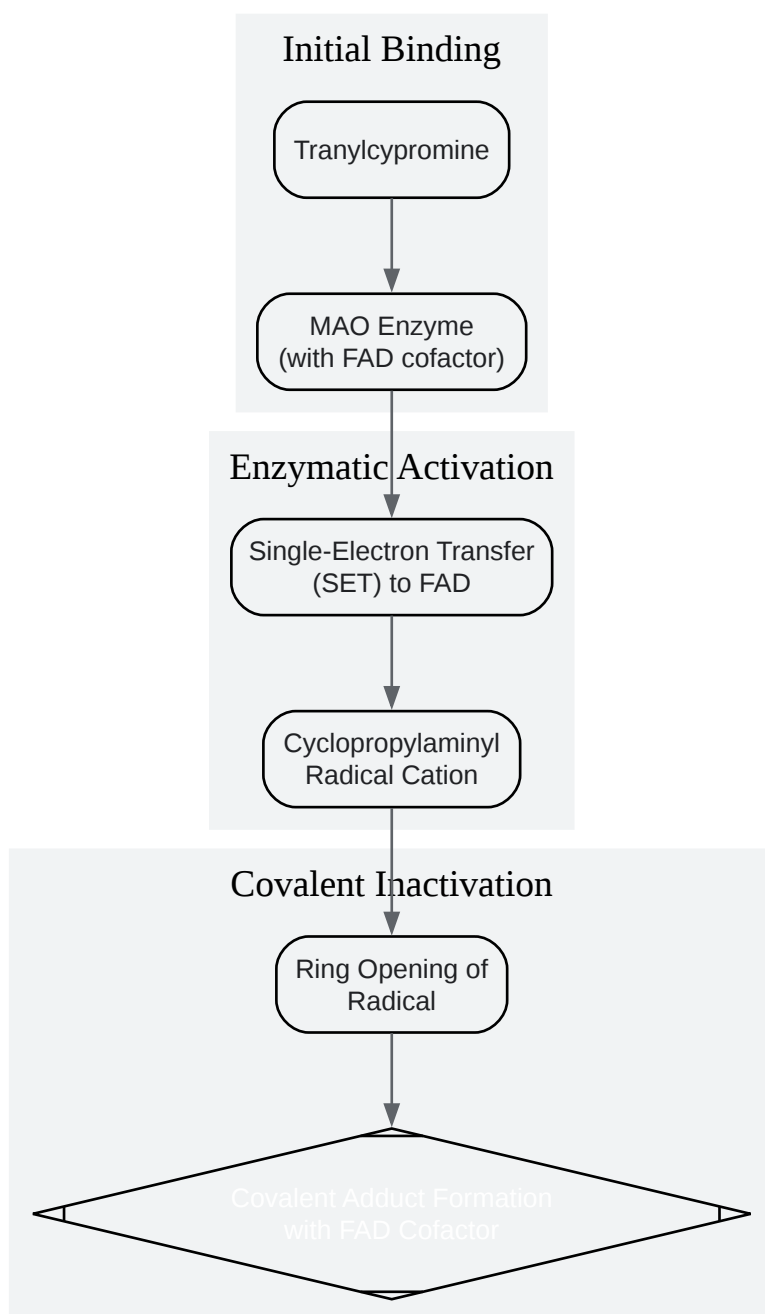 Initial Binding
Tranylcypromine
MAO Enzyme
(with FAD cofactor)
Enzymatic Activation
Single-Electron Transfer
(SET) to FAD
Cyclopropylaminyl
Radical Cation
Covalent Inactivation
Ring Opening of
Radical
Covalent Adduct Formation
with FAD Cofactor